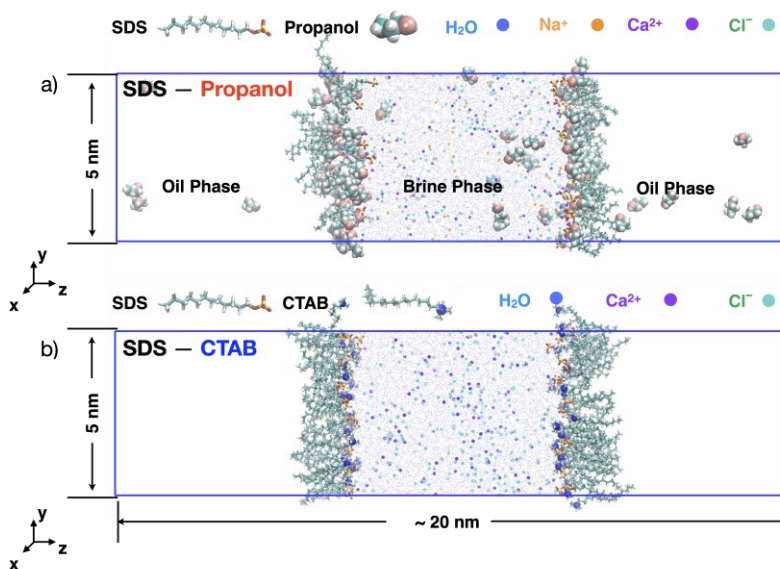 SDS Propanol H₂O Na⁺ Ca²⁺ Cl⁻
a) SDS — Propanol
5 nm
Oil Phase Brine Phase Oil Phase
y
x z
SDS CTAB H₂O Ca²⁺ Cl⁻
b) SDS — CTAB
5 nm
~ 20 nm
y
x z